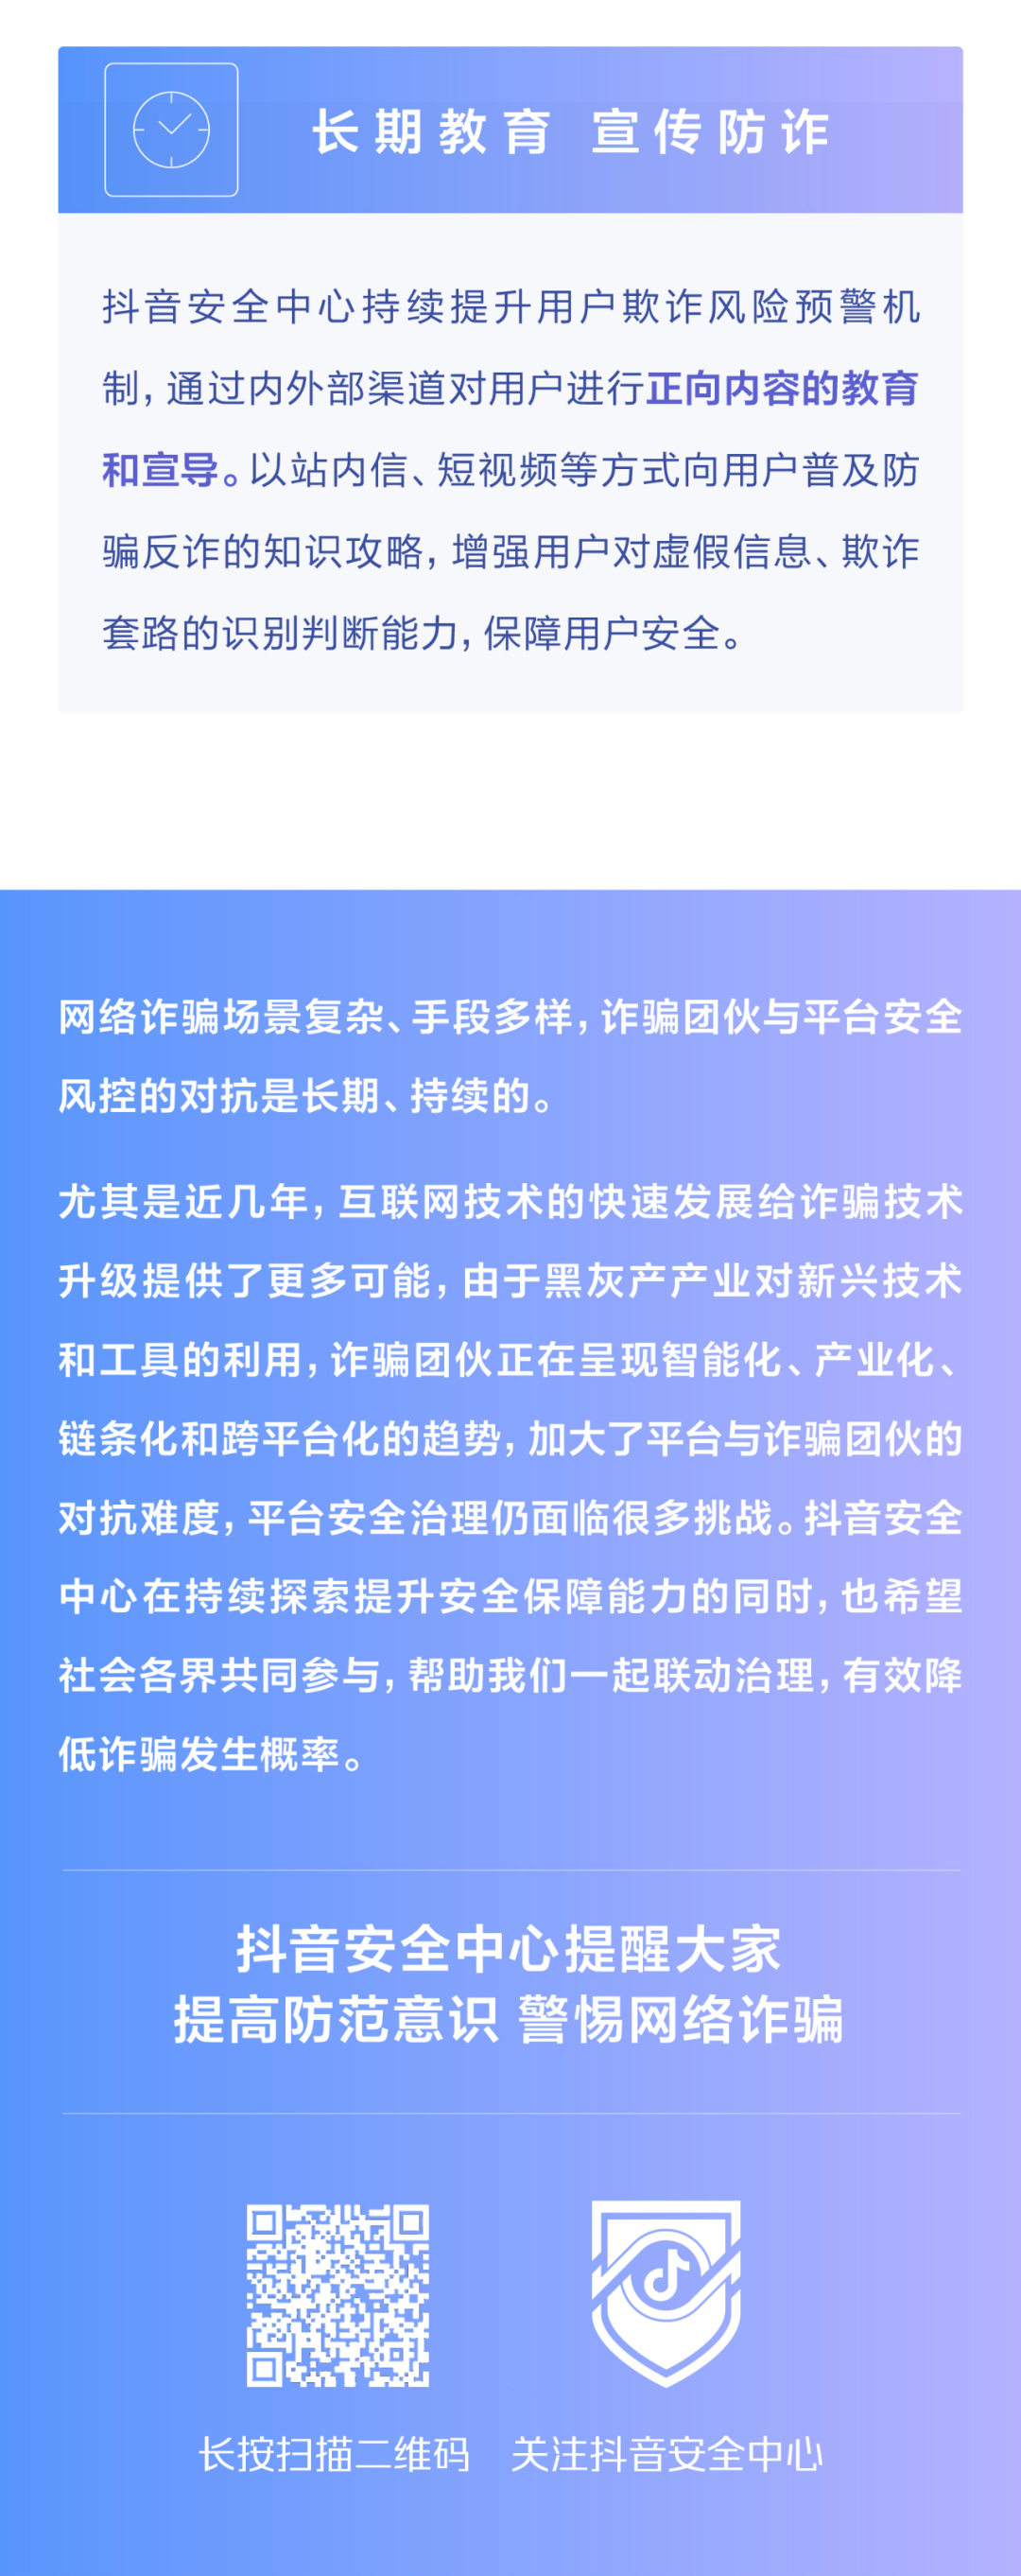 长期教育 宣传防诈
抖音安全中心持续提升用户欺诈风险预警机
制，通过内外部渠道对用户进行正向内容的教育
和宣导。以站内信、短视频等方式向用户普及防
骗反诈的知识攻略，增强用户对虚假信息、欺诈
套路的识别判断能力，保障用户安全。
网络诈骗场景复杂、手段多样，诈骗团伙与平台安全
风控的对抗是长期、持续的。
尤其是近几年，互联网技术的快速发展给诈骗技术
升级提供了更多可能，由于黑灰产产业对新兴技术
和工具的利用，诈骗团伙正在呈现智能化、产业化、
链条化和跨平台化的趋势，加大了平台与诈骗团伙的
对抗难度，平台安全治理仍面临很多挑战。抖音安全
中心在持续探索提升安全保障能力的同时，也希望
社会各界共同参与，帮助我们一起联动治理，有效降
低诈骗发生概率。
抖音安全中心提醒大家
提高防范意识 警惕网络诈骗
长按扫描二维码 关注抖音安全中心